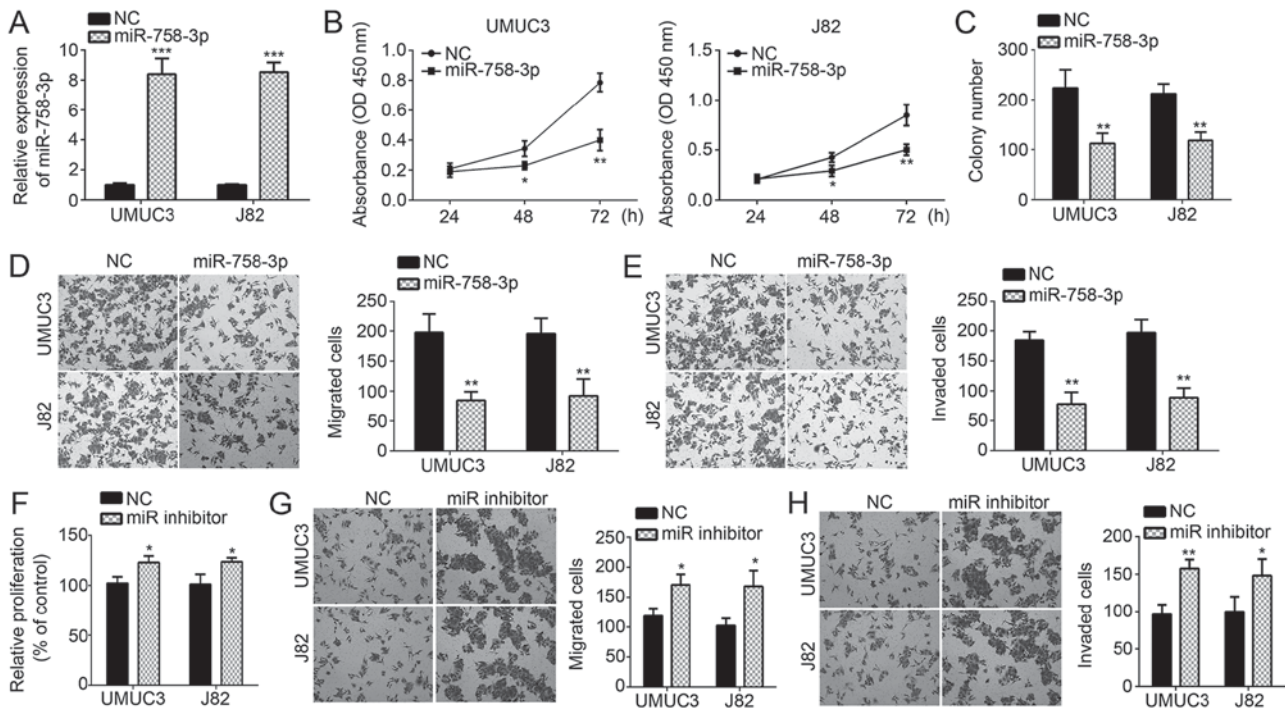 A
NC
miR-758-3p
Relative expression
of miR-758-3p
10
8
6
4
2
0
***
***
UMUC3
J82
B
UMUC3
NC
miR-758-3p
Absorbance (OD 450 nm)
0.8
0.6
0.4
0.2
0.0
*
**
24
48
72
(h)
J82
NC
miR-758-3p
Absorbance (OD 450 nm)
1.5
1.0
0.5
0.0
*
**
24
48
72
(h)
C
NC
miR-758-3p
Colony number
300
200
100
0
**
**
UMUC3
J82
D
NC
miR-758-3p
UMUC3
J82
NC
miR-758-3p
Migrated cells
250
200
150
100
50
0
**
**
UMUC3
J82
E
NC
miR-758-3p
UMUC3
J82
NC
miR-758-3p
Invaded cells
250
200
150
100
50
0
**
**
UMUC3
J82
F
NC
miR inhibitor
Relative proliferation
(% of control)
150
100
50
0
*
*
UMUC3
J82
G
NC
miR inhibitor
UMUC3
J82
NC
miR inhibitor
Migrated cells
250
200
150
100
50
0
*
*
UMUC3
J82
H
NC
miR inhibitor
UMUC3
J82
NC
miR inhibitor
Invaded cells
200
150
100
50
0
**
*
UMUC3
J82